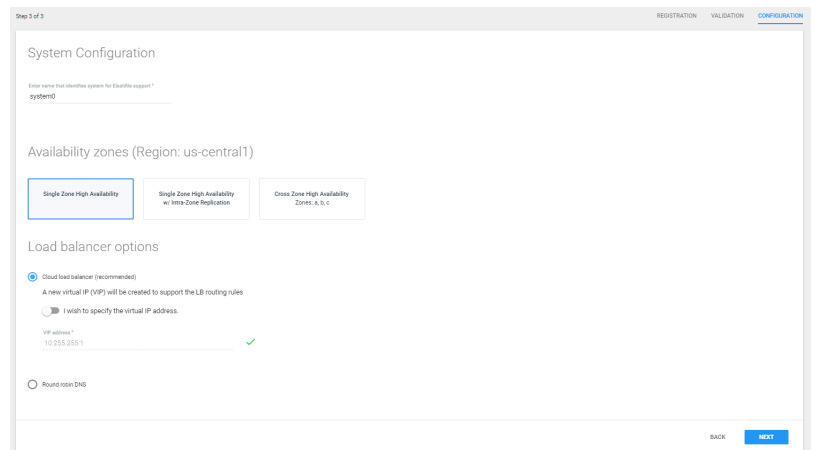 Step 3 of 3
REGISTRATION VALIDATION CONFIGURATION
System Configuration
Enter name that identifies system for Elastifile support *
system0
Availability zones (Region: us-central1)
Single Zone High Availability
Single Zone High Availability
w/ Intra-Zone Replication
Cross Zone High Availability
Zones: a, b, c
Load balancer options
Cloud load balancer (recommended)
A new virtual IP (VIP) will be created to support the LB routing rules
I wish to specify the virtual IP address.
VIP address *
10.255.255.1
Round robin DNS
BACK NEXT